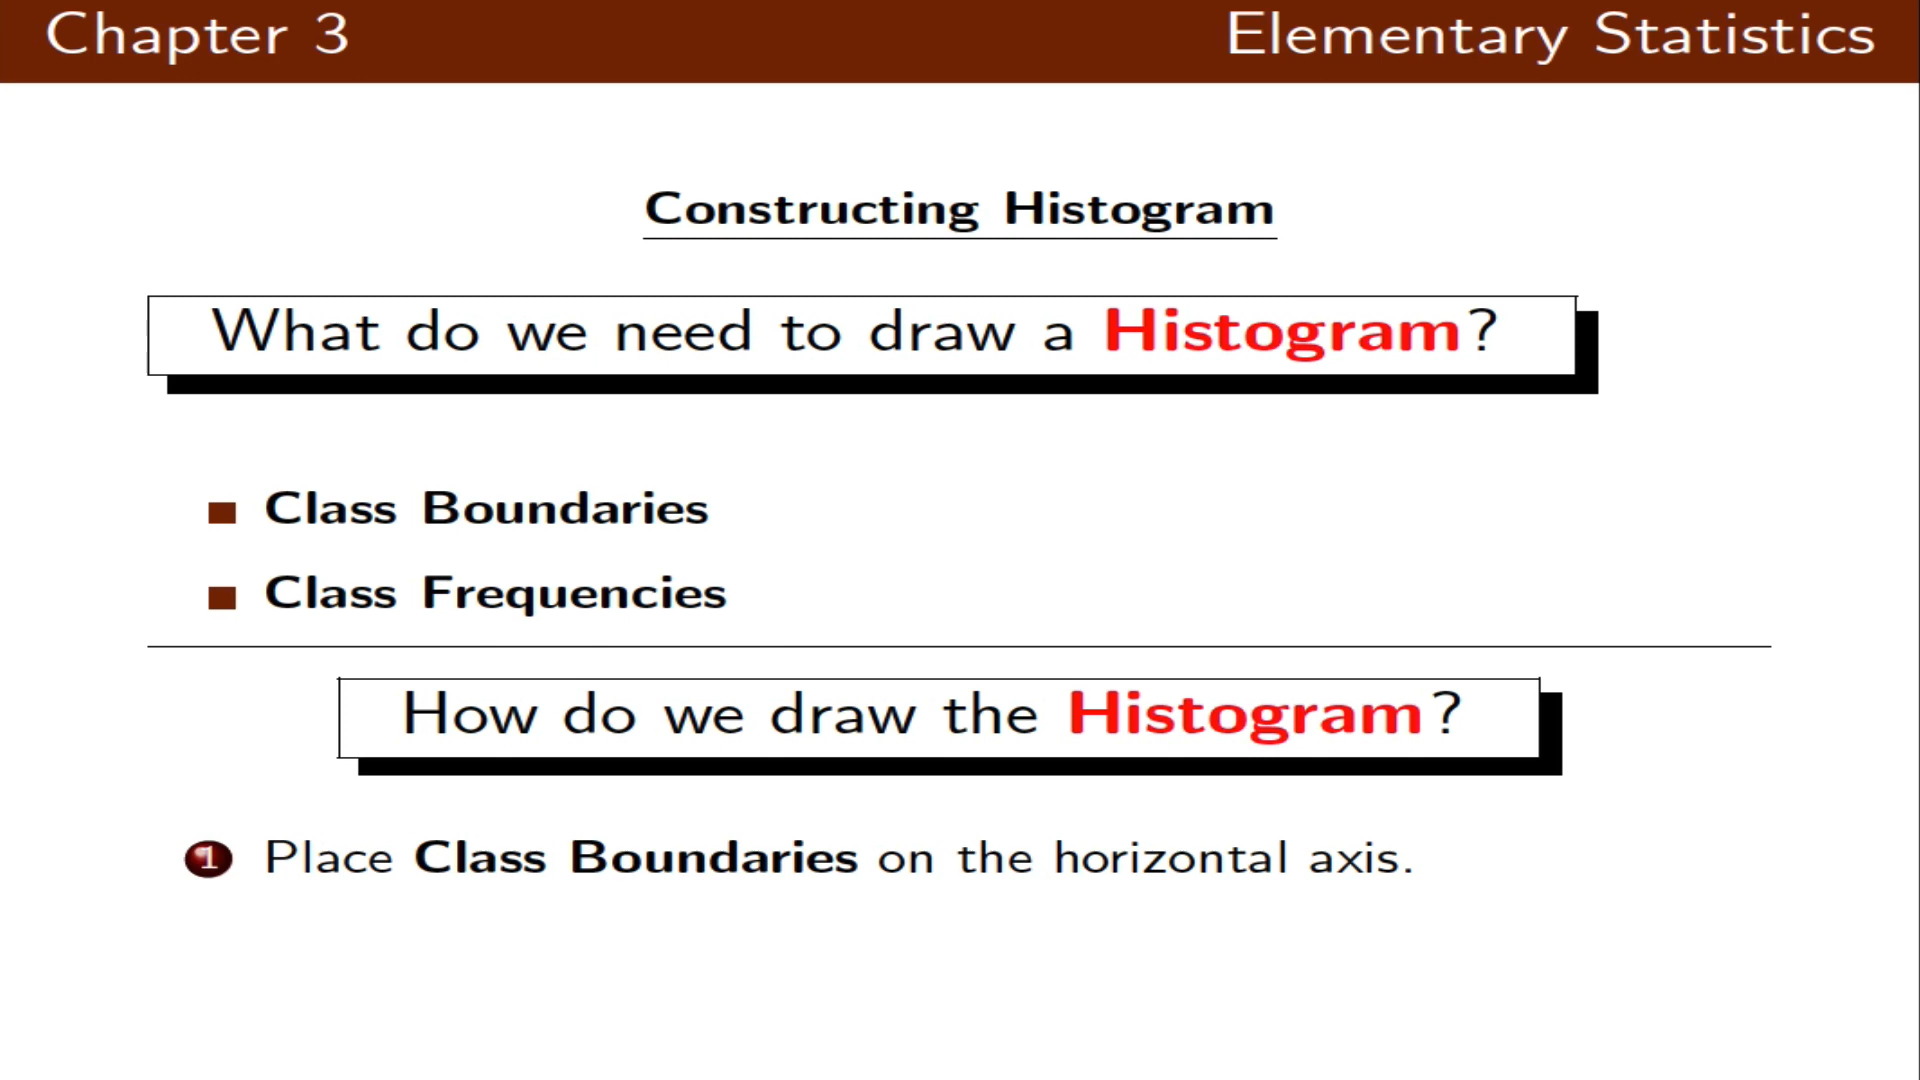 Chapter 3 Elementary Statistics
Constructing Histogram
What do we need to draw a Histogram?
Class Boundaries
Class Frequencies
How do we draw the Histogram?
1 Place Class Boundaries on the horizontal axis.